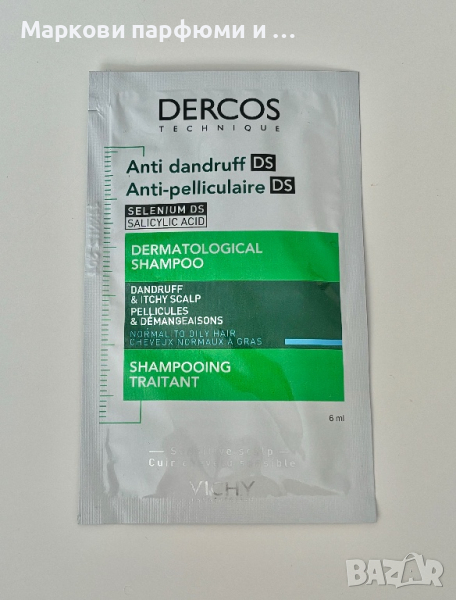 Маркови парфюми и ...
DERCOS
TECHNIQUE
Anti dandruff DS
Anti-pelliculaire DS
SELENIUM DS
SALICYLIC ACID
DERMATOLOGICAL
SHAMPOO
DANDRUFF
& ITCHY SCALP
PELLICULES
& DÉMANGEAISONS
NORMAL TO OILY HAIR
CHEVEUX NORMAUX À GRAS
SHAMPOOING
TRAITANT
6 ml
VICHY
BAZAR